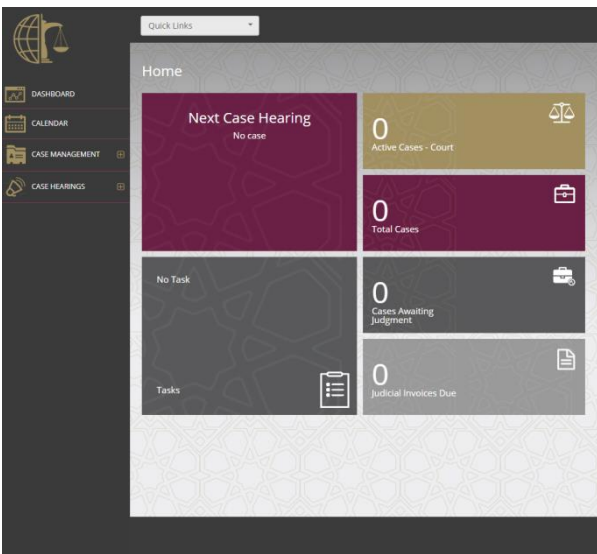 Quick Links
DASHBOARD
CALENDAR
CASE MANAGEMENT
CASE HEARINGS
Home
Next Case Hearing
No case
0
Active Cases - Court
0
Total Cases
No Task
Tasks
0
Cases Awaiting
Judgment
0
Judicial Invoices Due